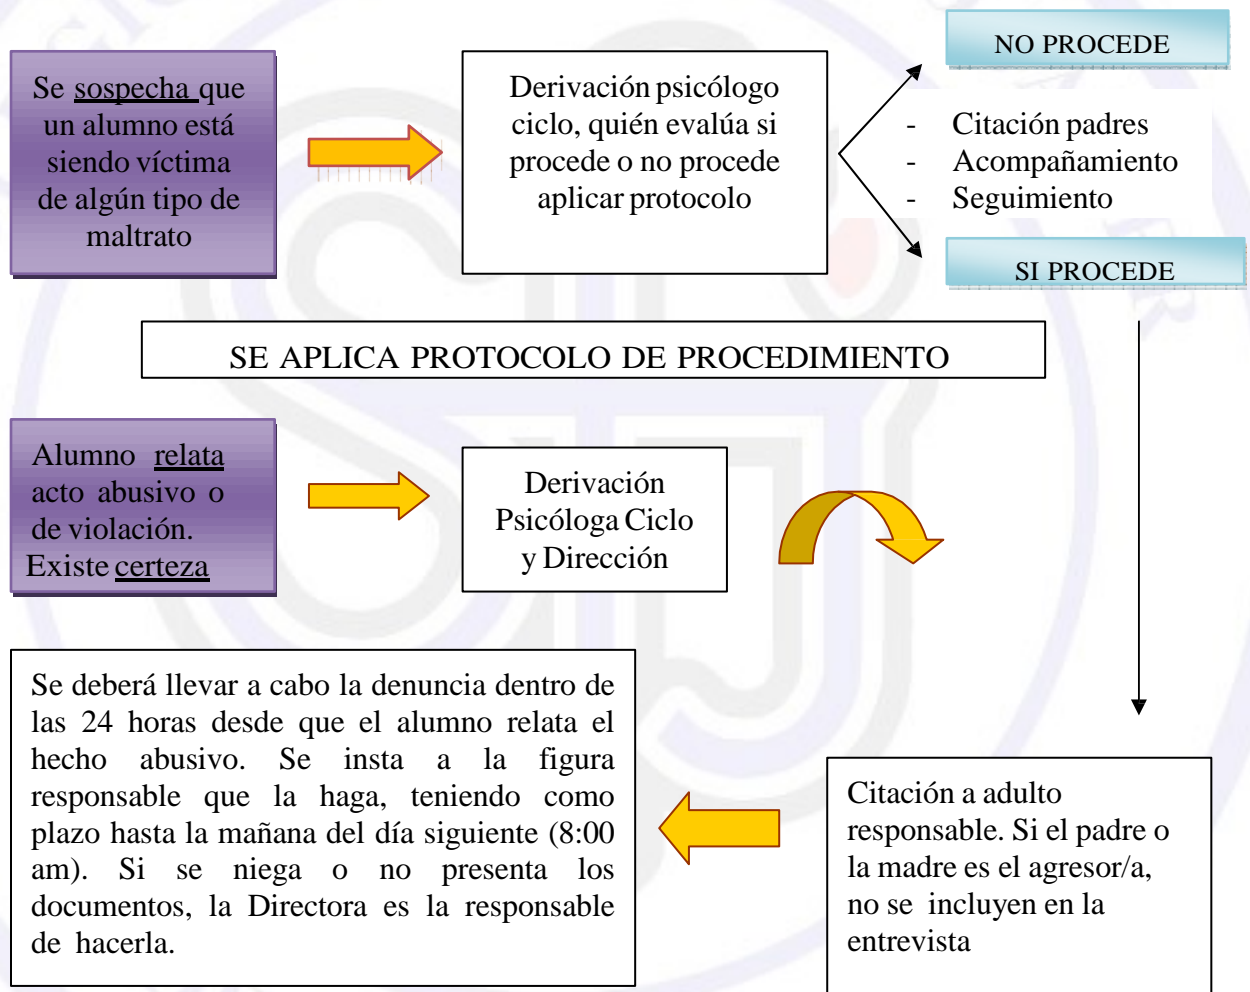 Se sospecha que
un alumno está
siendo víctima
de algún tipo de
maltrato
Derivación psicólogo
ciclo, quién evalúa si
procede o no procede
aplicar protocolo
NO PROCEDE
- Citación padres
- Acompañamiento
- Seguimiento
SI PROCEDE
SE APLICA PROTOCOLO DE PROCEDIMIENTO
Alumno relata
acto abusivo o
de violación.
Existe certeza
Derivación
Psicóloga Ciclo
y Dirección
Citación a adulto
responsable. Si el padre o
la madre es el agresor/a,
no se incluyen en la
entrevista
Se deberá llevar a cabo la denuncia dentro de
las 24 horas desde que el alumno relata el
hecho abusivo. Se insta a la figura
responsable que la haga, teniendo como
plazo hasta la mañana del día siguiente (8:00
am). Si se niega o no presenta los
documentos, la Directora es la responsable
de hacerla.